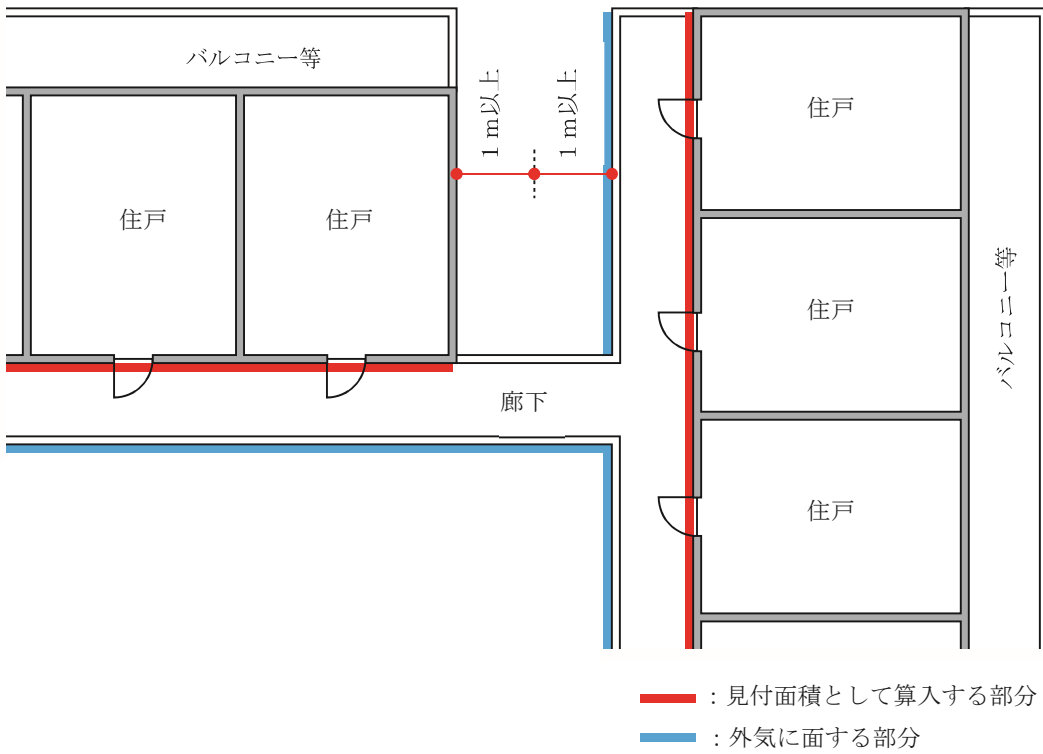 バルコニー等
1m以上
1m以上
住戸
住戸
住戸
住戸
バルコニー等
廊下
住戸
：見付面積として算入する部分
：外気に面する部分